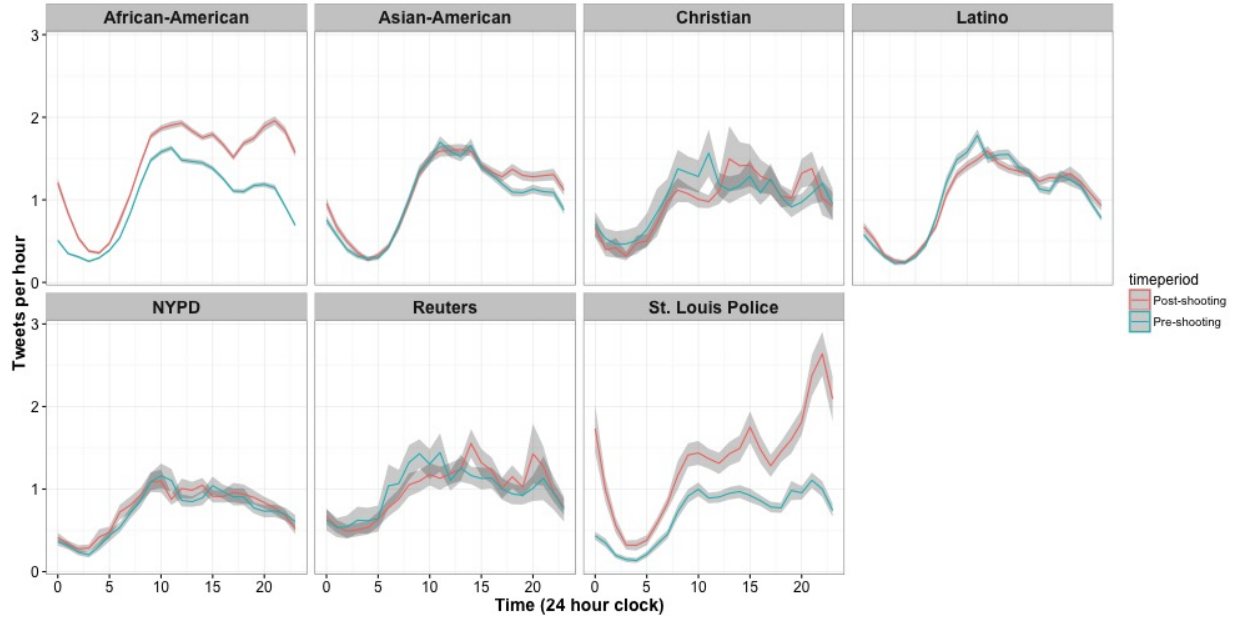 African-American Asian-American Christian Latino
3
2
1
0
NYPD Reuters St. Louis Police
3
2
1
0
Tweets per hour
0 5 10 15 20 0 5 10 15 20 0 5 10 15 20
Time (24 hour clock)
timeperiod
Post-shooting
Pre-shooting